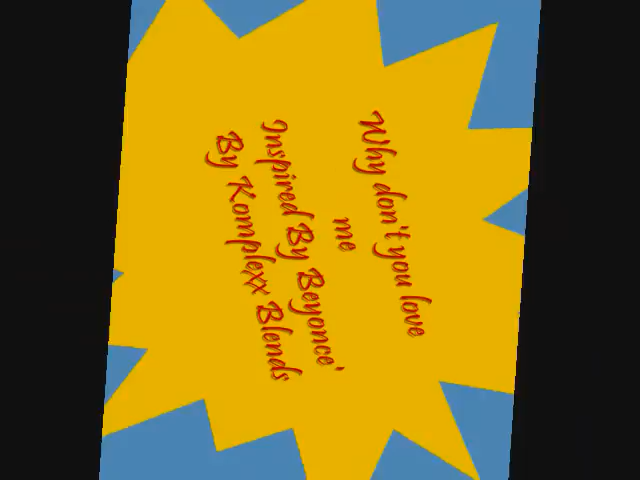 Why don't you love
me
Inspired By Beyonce'
By Komplexx Blends